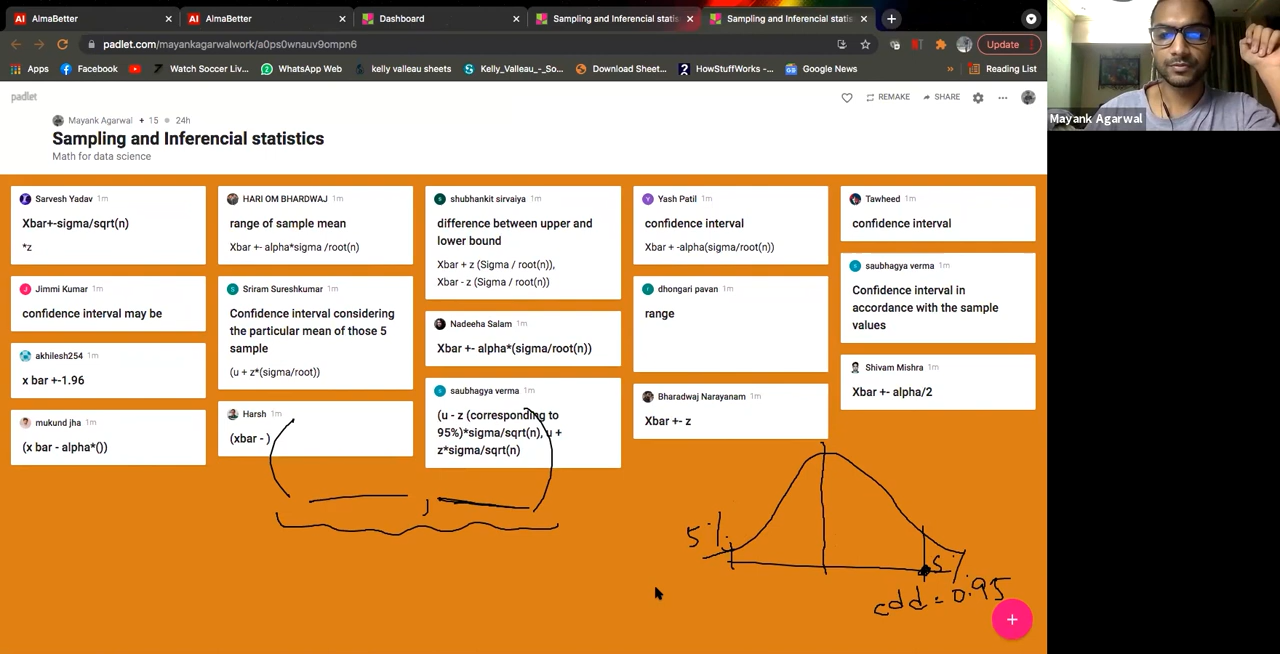 AlmaBetter
AlmaBetter
Dashboard
Sampling and Inferencial statis
Sampling and Inferencial statis
padlet.com/mayankagarwalwork/a0ps0wnauv9ompn6
Update
Apps
Facebook
Watch Soccer Liv...
WhatsApp Web
kelly valleau sheets
Kelly_Valleau_-_So...
Download Sheet...
HowStuffWorks -...
Google News
»
Reading List
padlet
REMAKE
SHARE
Mayank Agarwal + 15 24h
Sampling and Inferencial statistics
Math for data science
Sarvesh Yadav 1m
Xbar+-sigma/sqrt(n)
*z
Jimmi Kumar 1m
confidence interval may be
akhilesh254 1m
x bar +-1.96
mukund jha 1m
(x bar - alpha*())
HARI OM BHARDWAJ 1m
range of sample mean
Xbar +- alpha*sigma /root(n)
Sriram Sureshkumar 1m
Confidence interval considering
the particular mean of those 5
sample
(u + z*(sigma/root))
Harsh 1m
(xbar - )
shubhankit sirvaiya 1m
difference between upper and
lower bound
Xbar + z (Sigma / root(n)),
Xbar - z (Sigma / root(n))
Nadeeha Salam 1m
Xbar +- alpha*(sigma/root(n))
saubhagya verma 1m
(u - z (corresponding to
95%)*sigma/sqrt(n), u +
z*sigma/sqrt(n)
Yash Patil 1m
confidence interval
Xbar + -alpha(sigma/root(n))
dhongari pavan 1m
range
Bharadwaj Narayanam 1m
Xbar +- z
Tawheed 1m
confidence interval
saubhagya verma 1m
Confidence interval in
accordance with the sample
values
Shivam Mishra 1m
Xbar +- alpha/2
5%
5%
cdd = 0.95
Mayank Agarwal